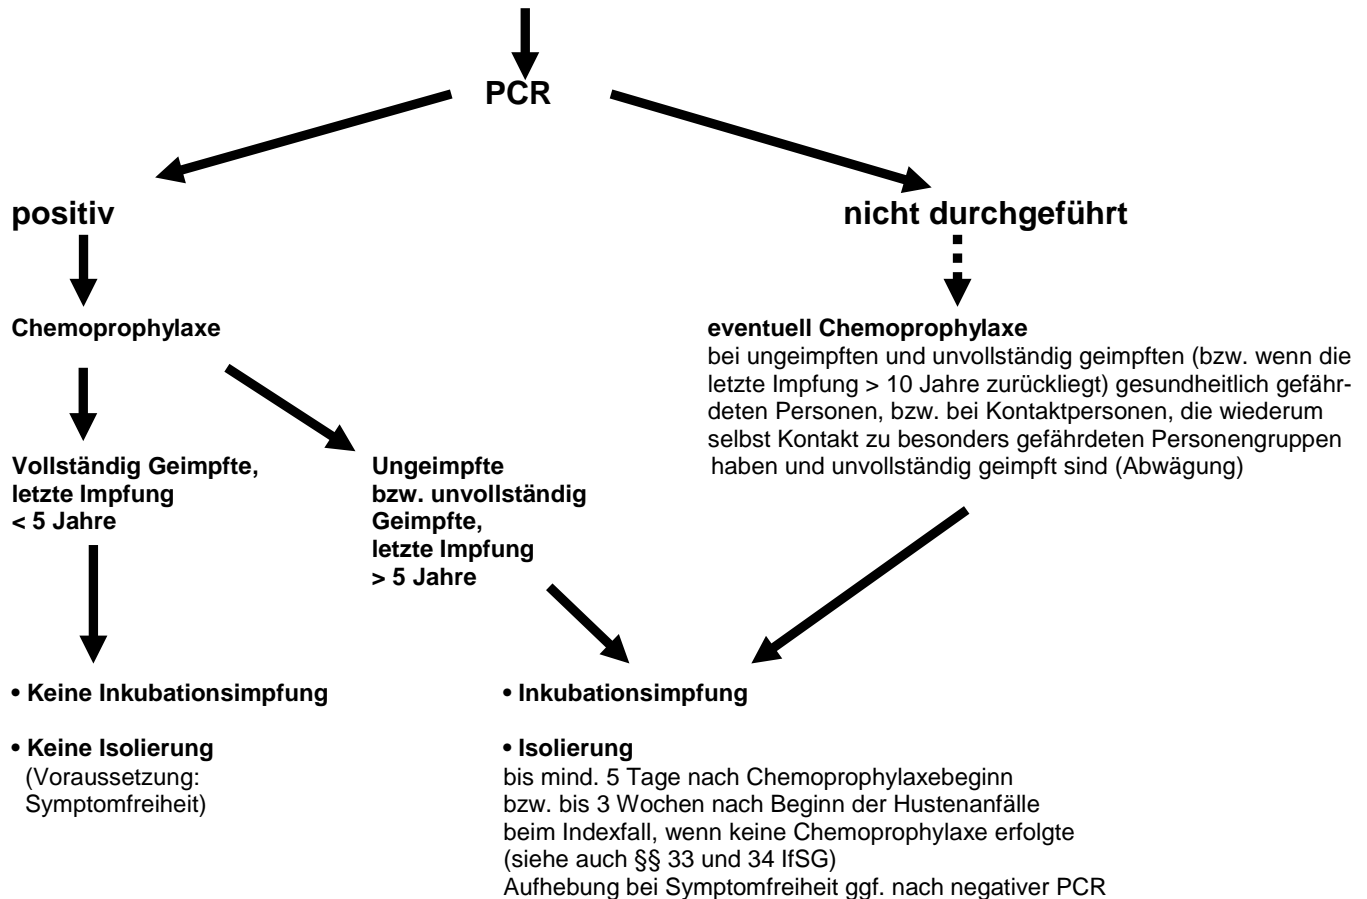 PCR
positiv
nicht durchgeführt
Chemoprophylaxe
eventuell Chemoprophylaxe
bei ungeimpften und unvollständig geimpften (bzw. wenn die
letzte Impfung > 10 Jahre zurückliegt) gesundheitlich gefähr-
deten Personen, bzw. bei Kontaktpersonen, die wiederum
selbst Kontakt zu besonders gefährdeten Personengruppen
haben und unvollständig geimpft sind (Abwägung)
Vollständig Geimpfte,
letzte Impfung
< 5 Jahre
Ungeimpfte
bzw. unvollständig
Geimpfte,
letzte Impfung
> 5 Jahre
• Keine Inkubationsimpfung
• Keine Isolierung
(Voraussetzung:
Symptomfreiheit)
• Inkubationsimpfung
• Isolierung
bis mind. 5 Tage nach Chemoprophylaxebeginn
bzw. bis 3 Wochen nach Beginn der Hustenanfälle
beim Indexfall, wenn keine Chemoprophylaxe erfolgte
(siehe auch §§ 33 und 34 IfSG)
Aufhebung bei Symptomfreiheit ggf. nach negativer PCR